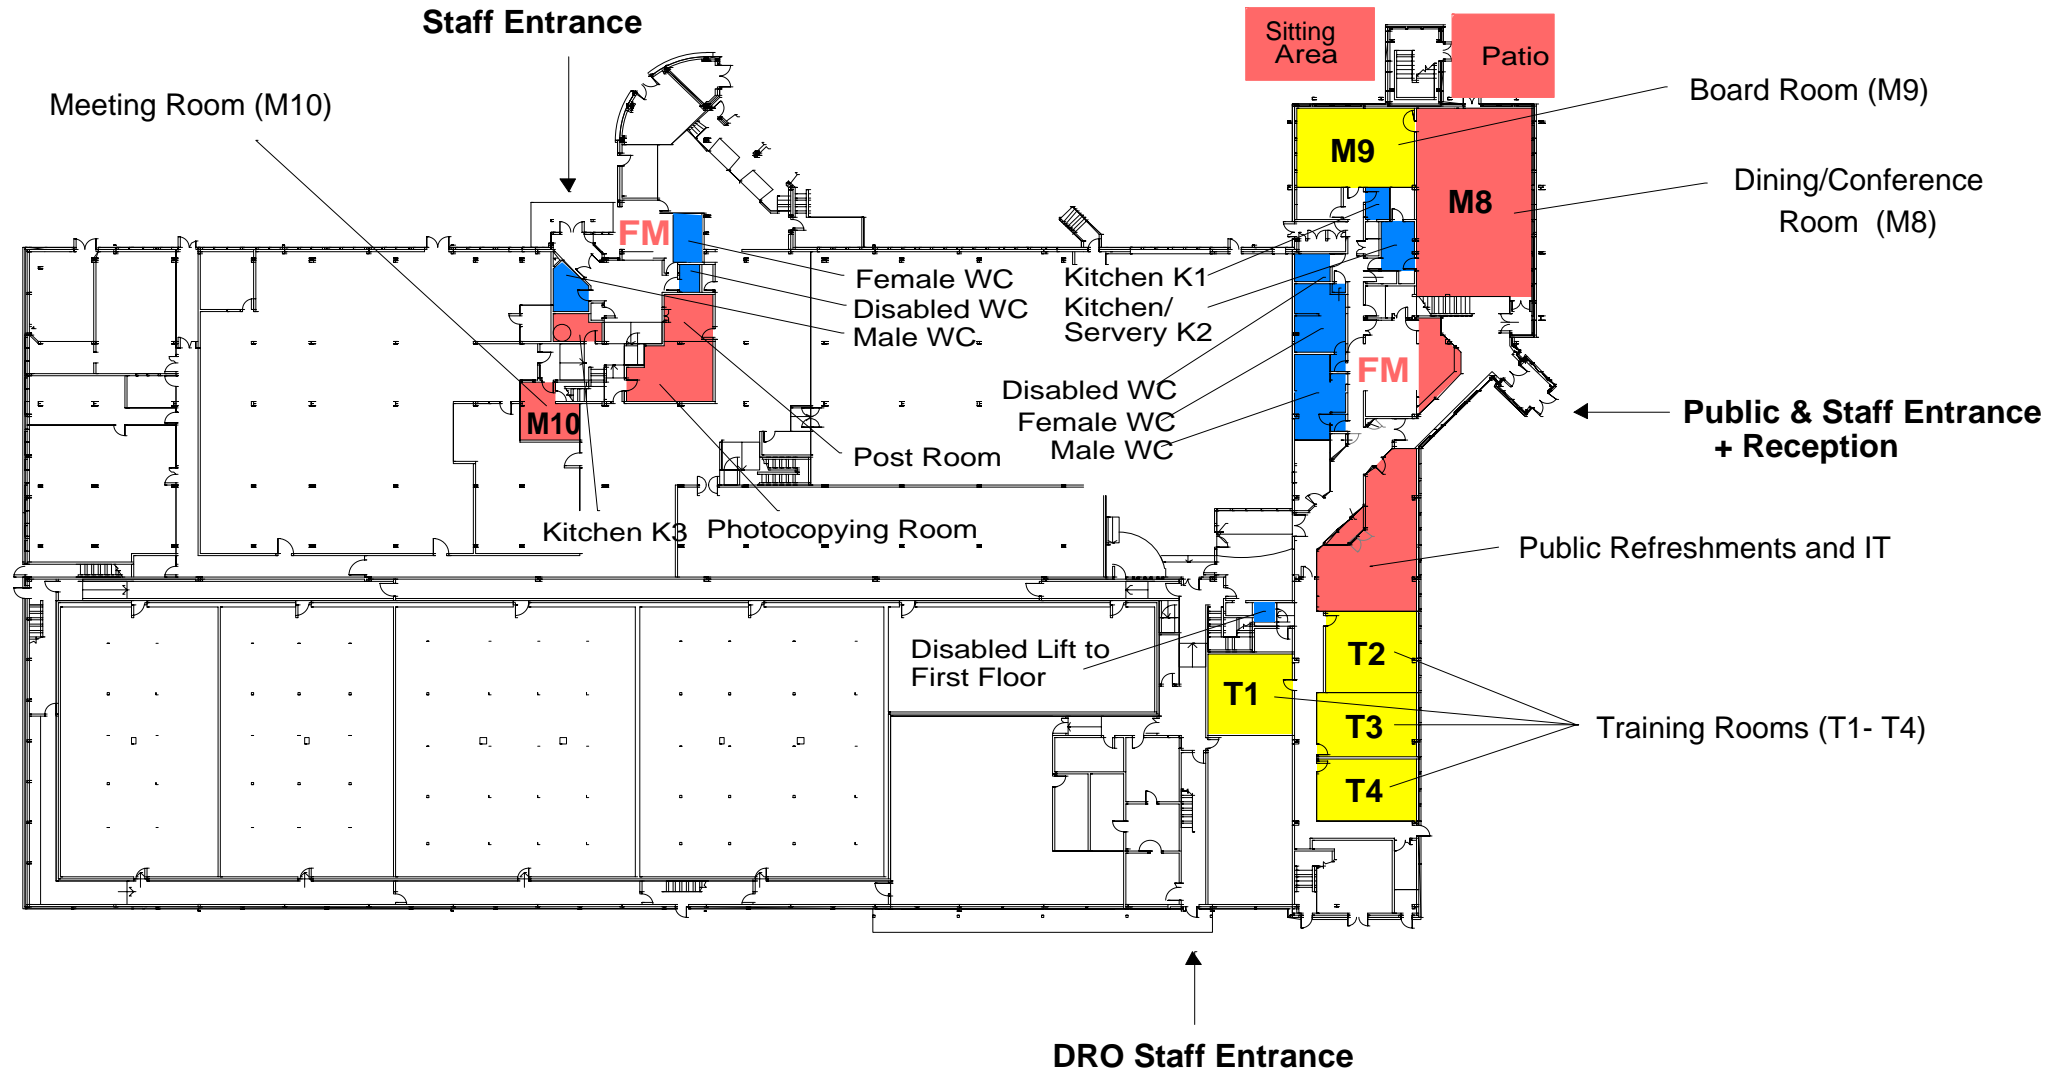 Staff Entrance
Sitting
Area
Patio
Meeting Room (M10)
Board Room (M9)
M9
Dining/Conference
Room (M8)
M8
FM
Female WC
Disabled WC
Male WC
Kitchen K1
Kitchen/
Servery K2
Disabled WC
Female WC
Male WC
FM
Public & Staff Entrance
+ Reception
M10
Post Room
Kitchen K3
Photocopying Room
Public Refreshments and IT
Disabled Lift to
First Floor
T1
T2
T3
T4
Training Rooms (T1- T4)
DRO Staff Entrance